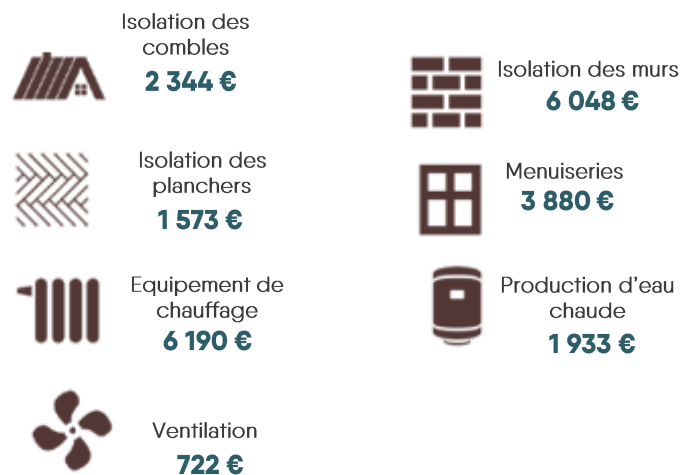 Isolation des
combles
2 344 €
Isolation des murs
6 048 €
Isolation des
planchers
1 573 €
Menuiseries
3 880 €
Equipement de
chauffage
6 190 €
Production d'eau
chaude
1 933 €
Ventilation
722 €